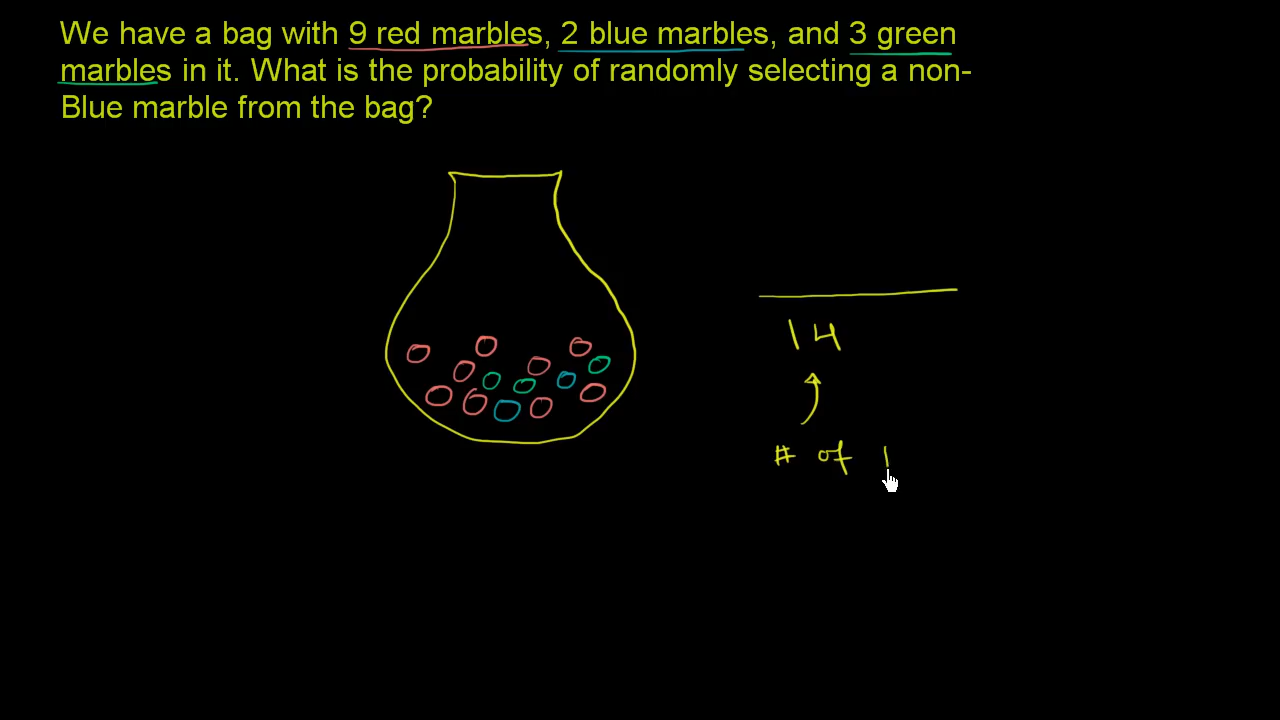 We have a bag with 9 red marbles, 2 blue marbles, and 3 green
marbles in it. What is the probability of randomly selecting a non-
Blue marble from the bag?
14
# of